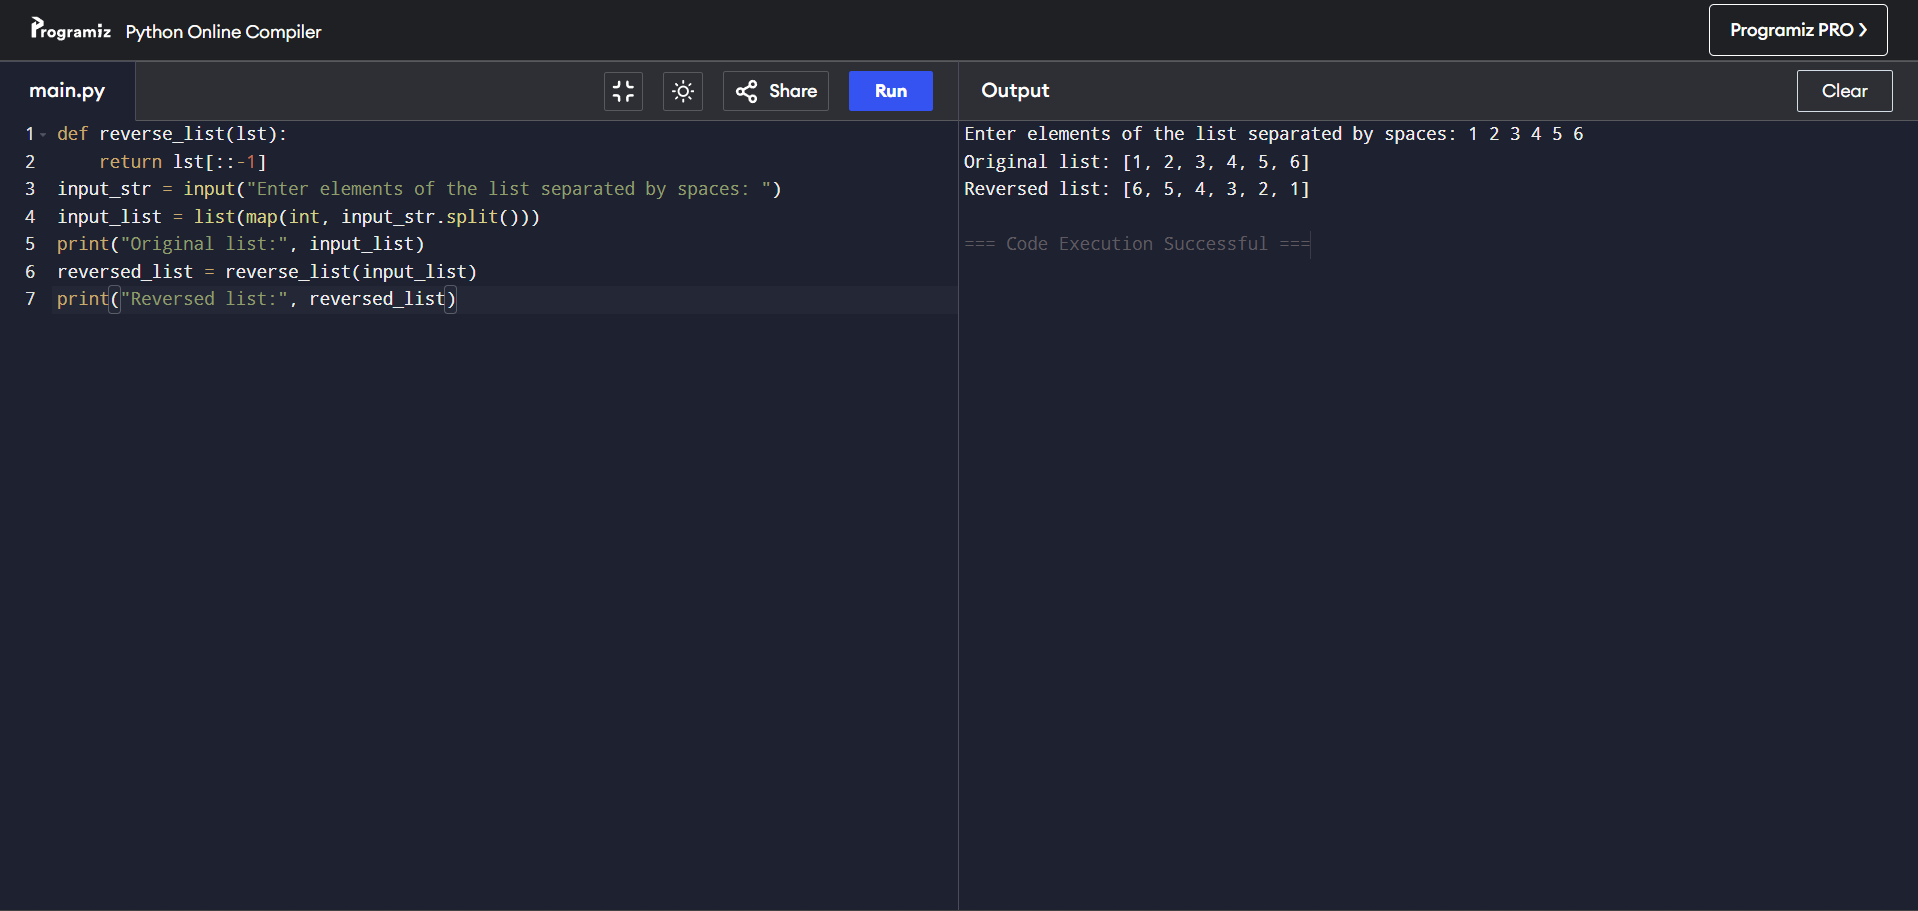 Programiz Python Online Compiler
Programiz PRO ❯
main.py
Share
Run
1 def reverse_list(lst):
2     return lst[::-1]
3 input_str = input("Enter elements of the list separated by spaces: ")
4 input_list = list(map(int, input_str.split()))
5 print("Original list:", input_list)
6 reversed_list = reverse_list(input_list)
7 print("Reversed list:", reversed_list)
Output
Clear
Enter elements of the list separated by spaces: 1 2 3 4 5 6
Original list: [1, 2, 3, 4, 5, 6]
Reversed list: [6, 5, 4, 3, 2, 1]
=== Code Execution Successful ===